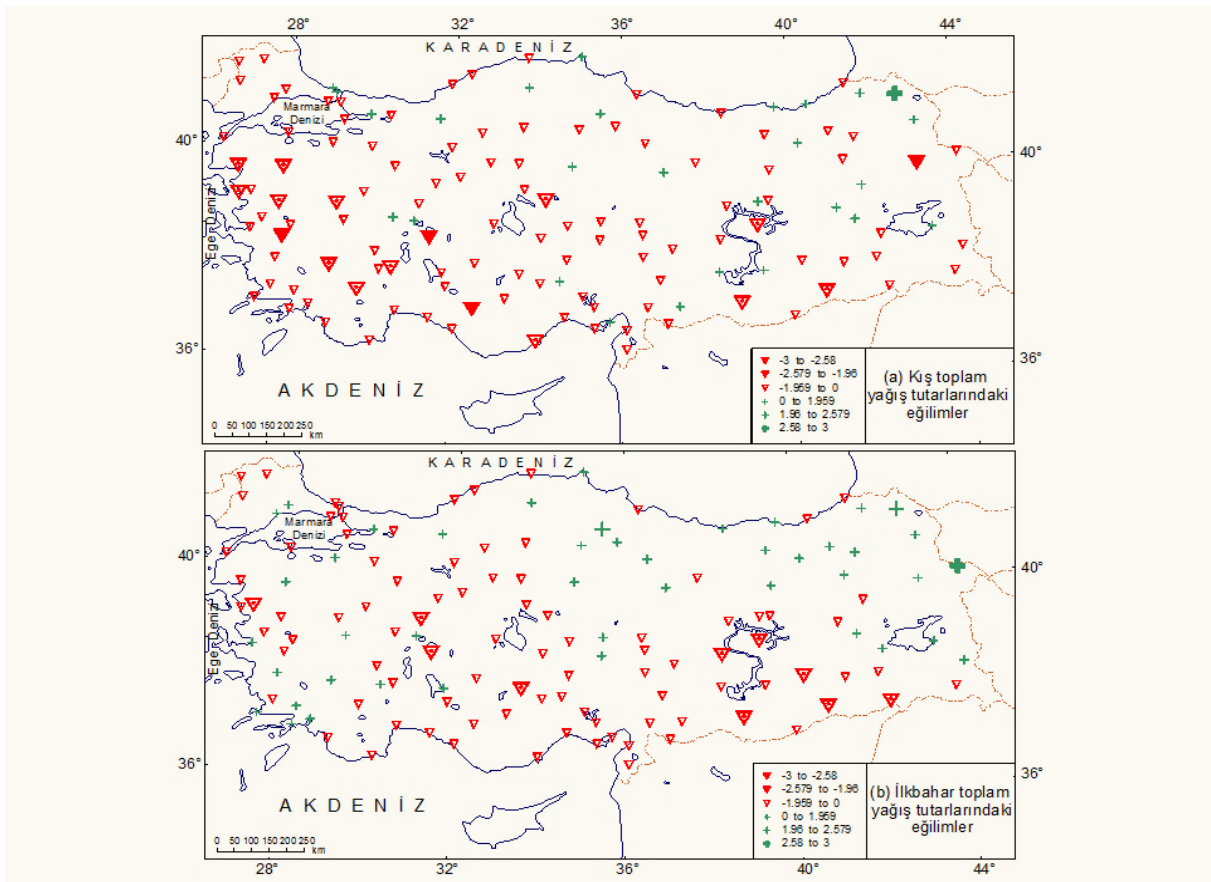 28° 32° 36° 40° 44°
KARADENİZ
Marmara
Denizi
40° 40°
Ege Denizi
36° 36°
AKDENİZ
0 50 100 150 200 250
km
-3 to -2.58
-2.579 to -1.96
-1.959 to 0
0 to 1.959
1.96 to 2.579
2.58 to 3
(a) Kış toplam
yağış tutarlarındaki
eğilimler
KARADENİZ
Marmara
Denizi
40° 40°
Ege Denizi
36° 36°
AKDENİZ
0 50 100 150 200 250
km
-3 to -2.58
-2.579 to -1.96
-1.959 to 0
0 to 1.959
1.96 to 2.579
2.58 to 3
(b) İlkbahar toplam
yağış tutarlarındaki
eğilimler
28° 32° 36° 40° 44°